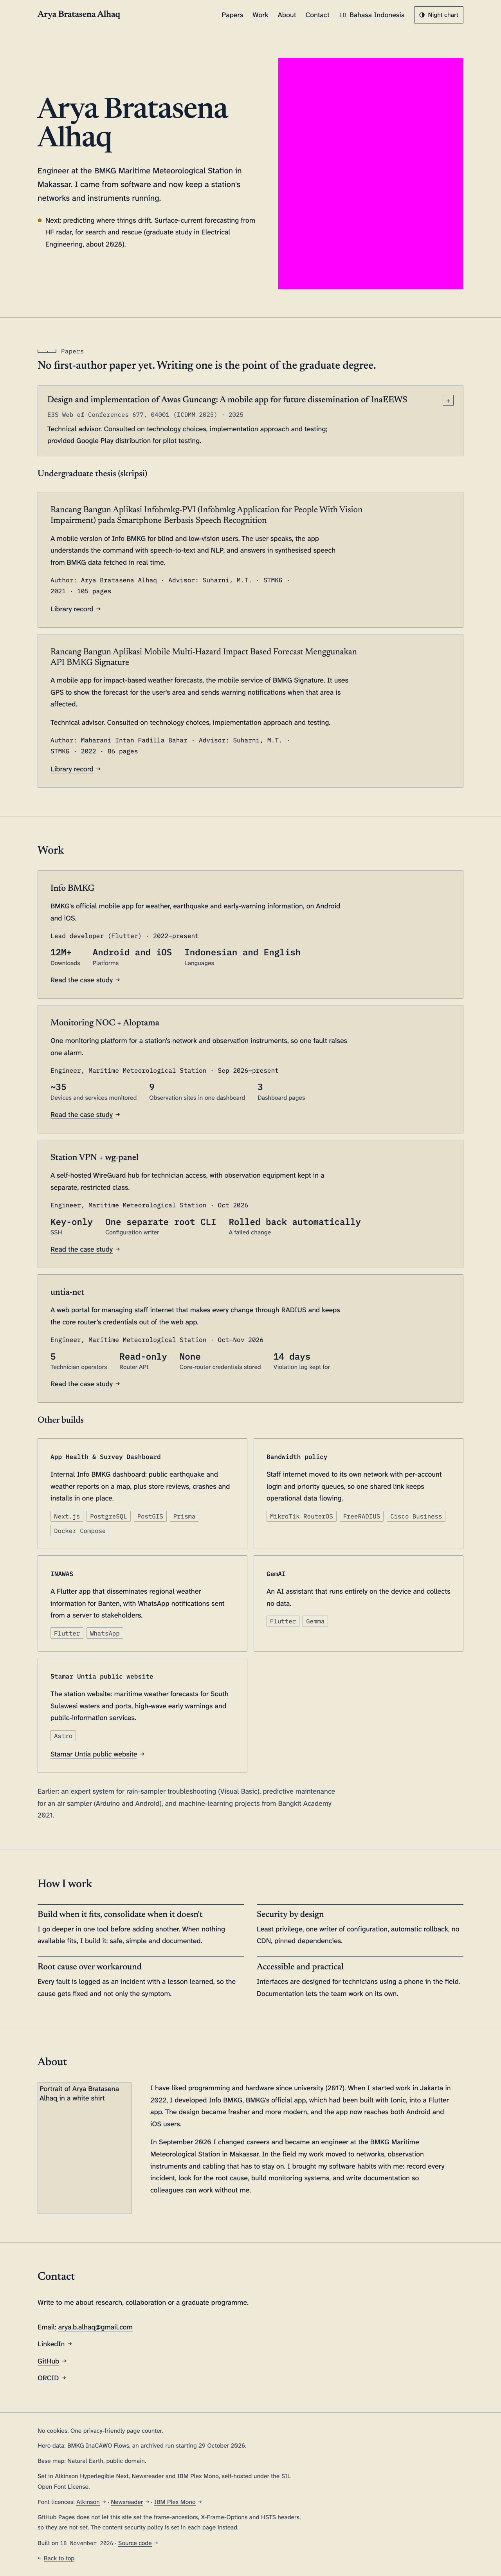 Arya Bratasena Alhaq
Papers Work About Contact ID Bahasa Indonesia Night chart
Arya Bratasena
Alhaq
Engineer at the BMKG Maritime Meteorological Station in
Makassar. I came from software and now keep a station's
networks and instruments running.
Next: predicting where things drift. Surface-current forecasting from
HF radar, for search and rescue (graduate study in Electrical
Engineering, about 2028).
Papers
No first-author paper yet. Writing one is the point of the graduate degree.
Design and implementation of Awas Guncang: A mobile app for future dissemination of InaEEWS
+
E3S Web of Conferences 677, 04001 (ICDMM 2025) · 2025
Technical advisor. Consulted on technology choices, implementation approach and testing;
provided Google Play distribution for pilot testing.
Undergraduate thesis (skripsi)
Rancang Bangun Aplikasi Infobmkg-PVI (Infobmkg Application for People With Vision
Impairment) pada Smartphone Berbasis Speech Recognition
A mobile version of Info BMKG for blind and low-vision users. The user speaks, the app
understands the command with speech-to-text and NLP, and answers in synthesised speech
from BMKG data fetched in real time.
Author: Arya Bratasena Alhaq · Advisor: Suharni, M.T. · STMKG ·
2021 · 105 pages
Library record →
Rancang Bangun Aplikasi Mobile Multi-Hazard Impact Based Forecast Menggunakan
API BMKG Signature
A mobile app for impact-based weather forecasts, the mobile service of BMKG Signature. It uses
GPS to show the forecast for the user's area and sends warning notifications when that area is
affected.
Technical advisor. Consulted on technology choices, implementation approach and testing.
Author: Maharani Intan Fadilla Bahar · Advisor: Suharni, M.T. ·
STMKG · 2022 · 86 pages
Library record →
Work
Info BMKG
BMKG's official mobile app for weather, earthquake and early-warning information, on Android
and iOS.
Lead developer (Flutter) · 2022–present
12M+ Android and iOS Indonesian and English
Downloads Platforms Languages
Read the case study →
Monitoring NOC + Aloptama
One monitoring platform for a station's network and observation instruments, so one fault raises
one alarm.
Engineer, Maritime Meteorological Station · Sep 2026–present
~35 9 3
Devices and services monitored Observation sites in one dashboard Dashboard pages
Read the case study →
Station VPN + wg-panel
A self-hosted WireGuard hub for technician access, with observation equipment kept in a
separate, restricted class.
Engineer, Maritime Meteorological Station · Oct 2026
Key-only One separate root CLI Rolled back automatically
SSH Configuration writer A failed change
Read the case study →
untia-net
A web portal for managing staff internet that makes every change through RADIUS and keeps
the core router's credentials out of the web app.
Engineer, Maritime Meteorological Station · Oct–Nov 2026
5 Read-only None 14 days
Technician operators Router API Core-router credentials stored Violation log kept for
Read the case study →
Other builds
App Health & Survey Dashboard
Internal Info BMKG dashboard: public earthquake and
weather reports on a map, plus store reviews, crashes and
installs in one place.
Next.js PostgreSQL PostGIS Prisma
Docker Compose
Bandwidth policy
Staff internet moved to its own network with per-account
login and priority queues, so one shared link keeps
operational data flowing.
MikroTik RouterOS FreeRADIUS Cisco Business
INAWAS
A Flutter app that disseminates regional weather
information for Banten, with WhatsApp notifications sent
from a server to stakeholders.
Flutter WhatsApp
GemAI
An AI assistant that runs entirely on the device and collects
no data.
Flutter Gemma
Stamar Untia public website
The station website: maritime weather forecasts for South
Sulawesi waters and ports, high-wave early warnings and
public-information services.
Astro
Stamar Untia public website →
Earlier: an expert system for rain-sampler troubleshooting (Visual Basic), predictive maintenance
for an air sampler (Arduino and Android), and machine-learning projects from Bangkit Academy
2021.
How I work
Build when it fits, consolidate when it doesn't
I go deeper in one tool before adding another. When nothing
available fits, I build it: safe, simple and documented.
Security by design
Least privilege, one writer of configuration, automatic rollback, no
CDN, pinned dependencies.
Root cause over workaround
Every fault is logged as an incident with a lesson learned, so the
cause gets fixed and not only the symptom.
Accessible and practical
Interfaces are designed for technicians using a phone in the field.
Documentation lets the team work on its own.
About
Portrait of Arya Bratasena
Alhaq in a white shirt
I have liked programming and hardware since university (2017). When I started work in Jakarta in
2022, I developed Info BMKG, BMKG's official app, which had been built with Ionic, into a Flutter
app. The design became fresher and more modern, and the app now reaches both Android and
iOS users.
In September 2026 I changed careers and became an engineer at the BMKG Maritime
Meteorological Station in Makassar. In the field my work moved to networks, observation
instruments and cabling that has to stay on. I brought my software habits with me: record every
incident, look for the root cause, build monitoring systems, and write documentation so
colleagues can work without me.
Contact
Write to me about research, collaboration or a graduate programme.
Email: arya.b.alhaq@gmail.com
LinkedIn →
GitHub →
ORCID →
No cookies. One privacy-friendly page counter.
Hero data: BMKG InaCAWO Flows, an archived run starting 29 October 2026.
Base map: Natural Earth, public domain.
Set in Atkinson Hyperlegible Next, Newsreader and IBM Plex Mono, self-hosted under the SIL
Open Font License.
Font licences: Atkinson → · Newsreader → · IBM Plex Mono →
GitHub Pages does not let this site set the frame-ancestors, X-Frame-Options and HSTS headers,
so they are not set. The content security policy is set in each page instead.
Built on 18 November 2026 · Source code →
← Back to top